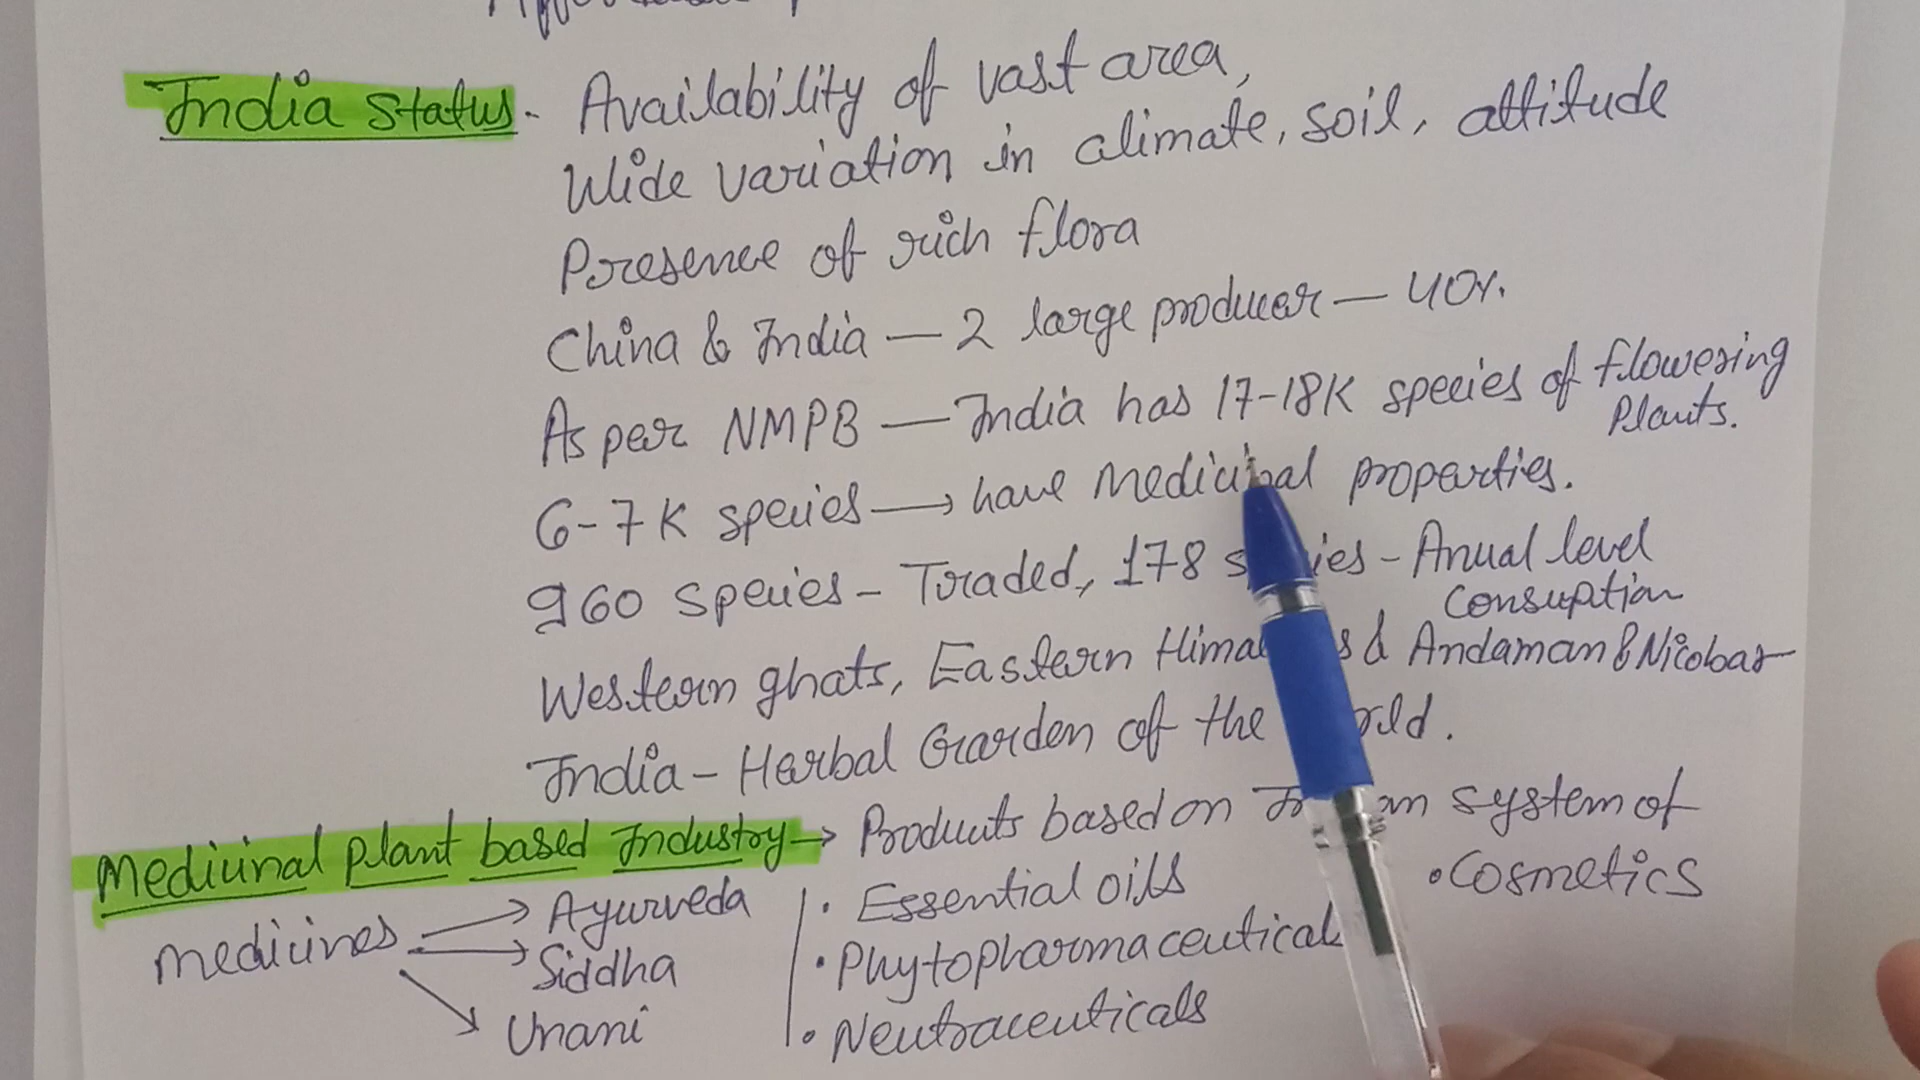 India Status - Availability of vast area,
Wide variation in climate, soil, altitude
Presence of rich flora
China & India — 2 large producer — 40%.
As per NMPB — India has 17-18K species of flowering
Plants.
6-7K species → have medicinal properties.
960 species - Traded, 178 - Anual level
Consuption
Western ghats, Eastern & Andaman & Nicobar
India - Herbal Garden of the
Medicinal plant based Industry → Products based on system of
medicines → Ayurveda
→ Siddha
→ Unani
• Essential oils
• Phytopharmaceutical
• Neutraceuticals
• Cosmetics